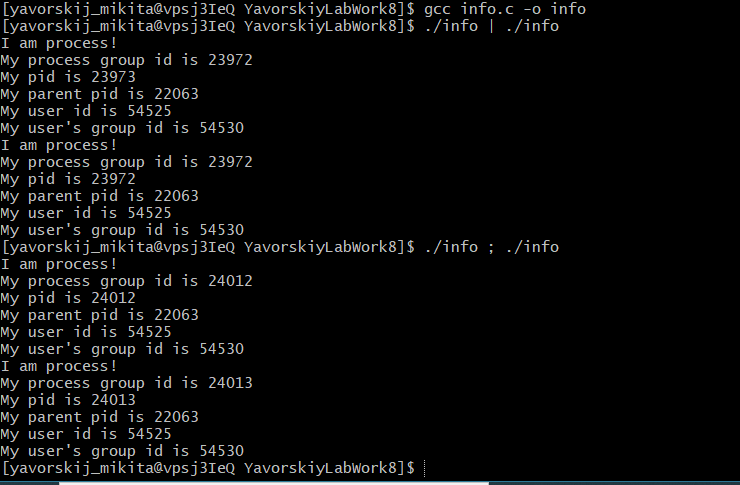 [yavorskij_mikita@vpsj3IeQ YavorskiyLabWork8]$ gcc info.c -o info
[yavorskij_mikita@vpsj3IeQ YavorskiyLabWork8]$ ./info | ./info
I am process!
My process group id is 23972
My pid is 23973
My parent pid is 22063
My user id is 54525
My user's group id is 54530
I am process!
My process group id is 23972
My pid is 23972
My parent pid is 22063
My user id is 54525
My user's group id is 54530
[yavorskij_mikita@vpsj3IeQ YavorskiyLabWork8]$ ./info ; ./info
I am process!
My process group id is 24012
My pid is 24012
My parent pid is 22063
My user id is 54525
My user's group id is 54530
I am process!
My process group id is 24013
My pid is 24013
My parent pid is 22063
My user id is 54525
My user's group id is 54530
[yavorskij_mikita@vpsj3IeQ YavorskiyLabWork8]$